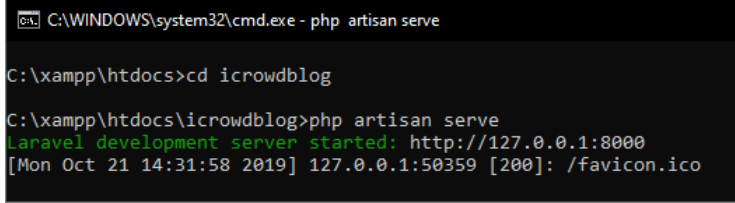 C:\WINDOWS\system32\cmd.exe - php artisan serve
C:\xampp\htdocs>cd icrowdblog
C:\xampp\htdocs\icrowdblog>php artisan serve
Laravel development server started: http://127.0.0.1:8000
[Mon Oct 21 14:31:58 2019] 127.0.0.1:50359 [200]: /favicon.ico